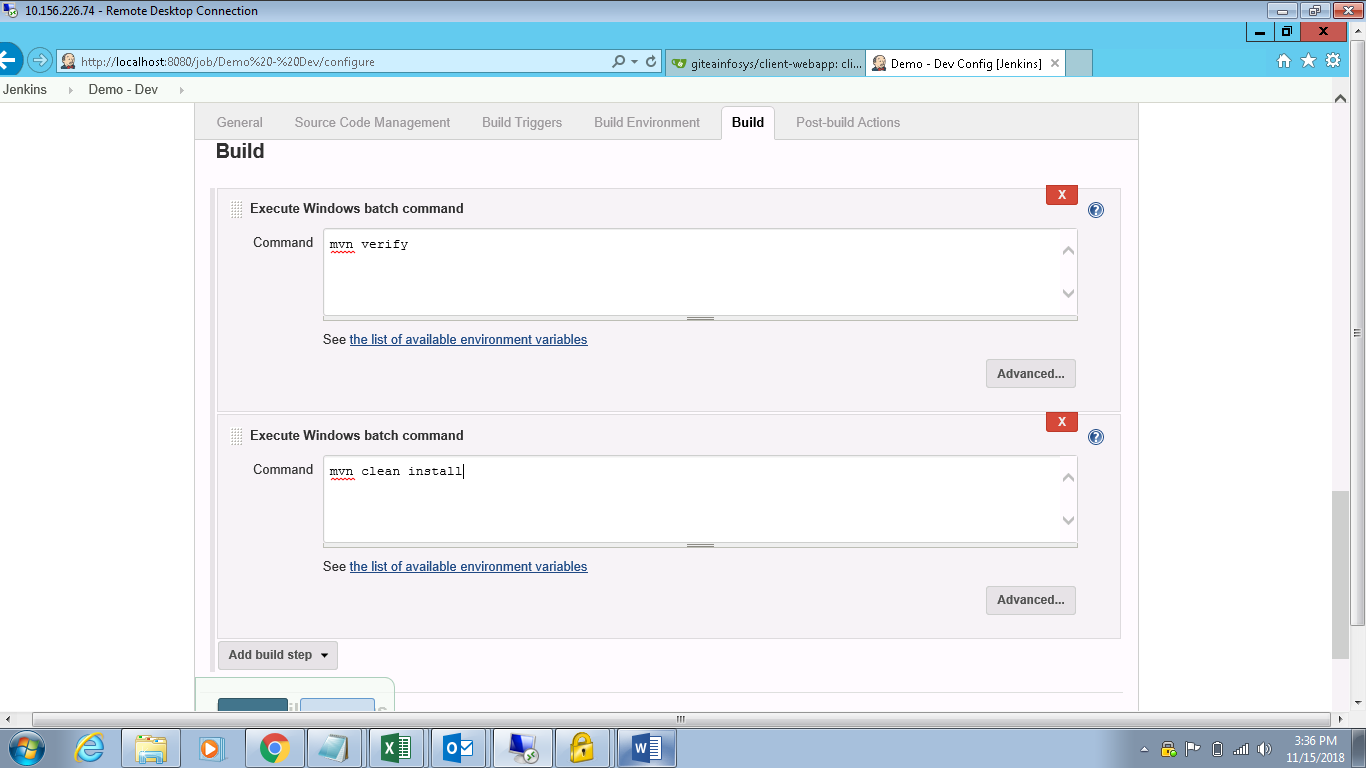 10.156.226.74 - Remote Desktop Connection
http://localhost:8080/job/Demo%20-%20Dev/configure
giteainfosys/client-webapp: cli...
Demo - Dev Config [Jenkins]
Jenkins
Demo - Dev
General
Source Code Management
Build Triggers
Build Environment
Build
Post-build Actions
Build
X
Execute Windows batch command
Command
mvn verify
See the list of available environment variables
Advanced...
X
Execute Windows batch command
Command
mvn clean install
See the list of available environment variables
Advanced...
Add build step
3:36 PM
11/15/2018